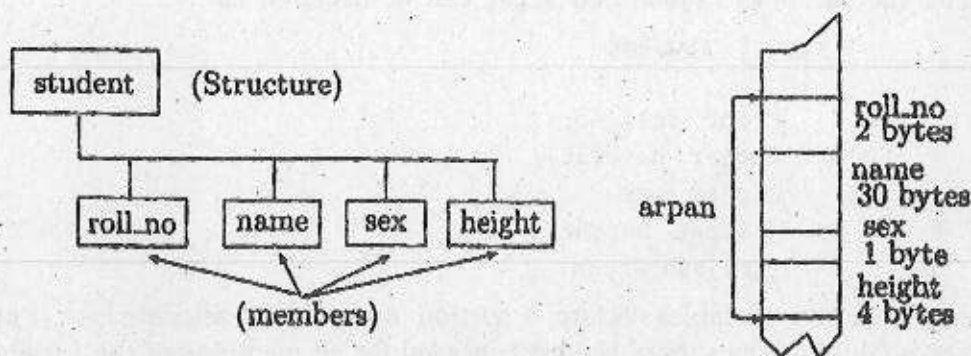 student
(Structure)
roll_no
name
sex
height
(members)
arpan
roll_no
2 bytes
name
30 bytes
sex
1 byte
height
4 bytes